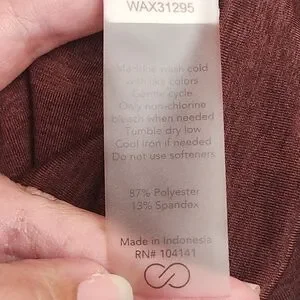 WAX31295
Machine wash cold
with like colors
Gentle cycle
Only non-chlorine
bleach when needed
Tumble dry low
Cool iron if needed
Do not use softeners
87% Polyester
13% Spandex
Made in Indonesia
RN# 104141